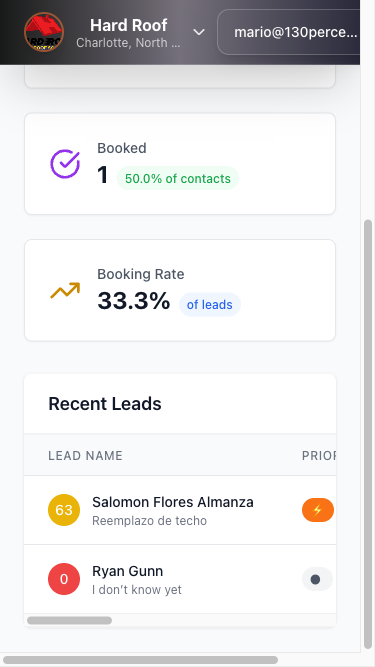 Hard Roof
Charlotte, North ...
mario@130perce...
Booked
1 50.0% of contacts
Booking Rate
33.3% of leads
Recent Leads
LEAD NAME PRIOR
63 Salomon Flores Almanza
Reemplazo de techo
0 Ryan Gunn
I don't know yet